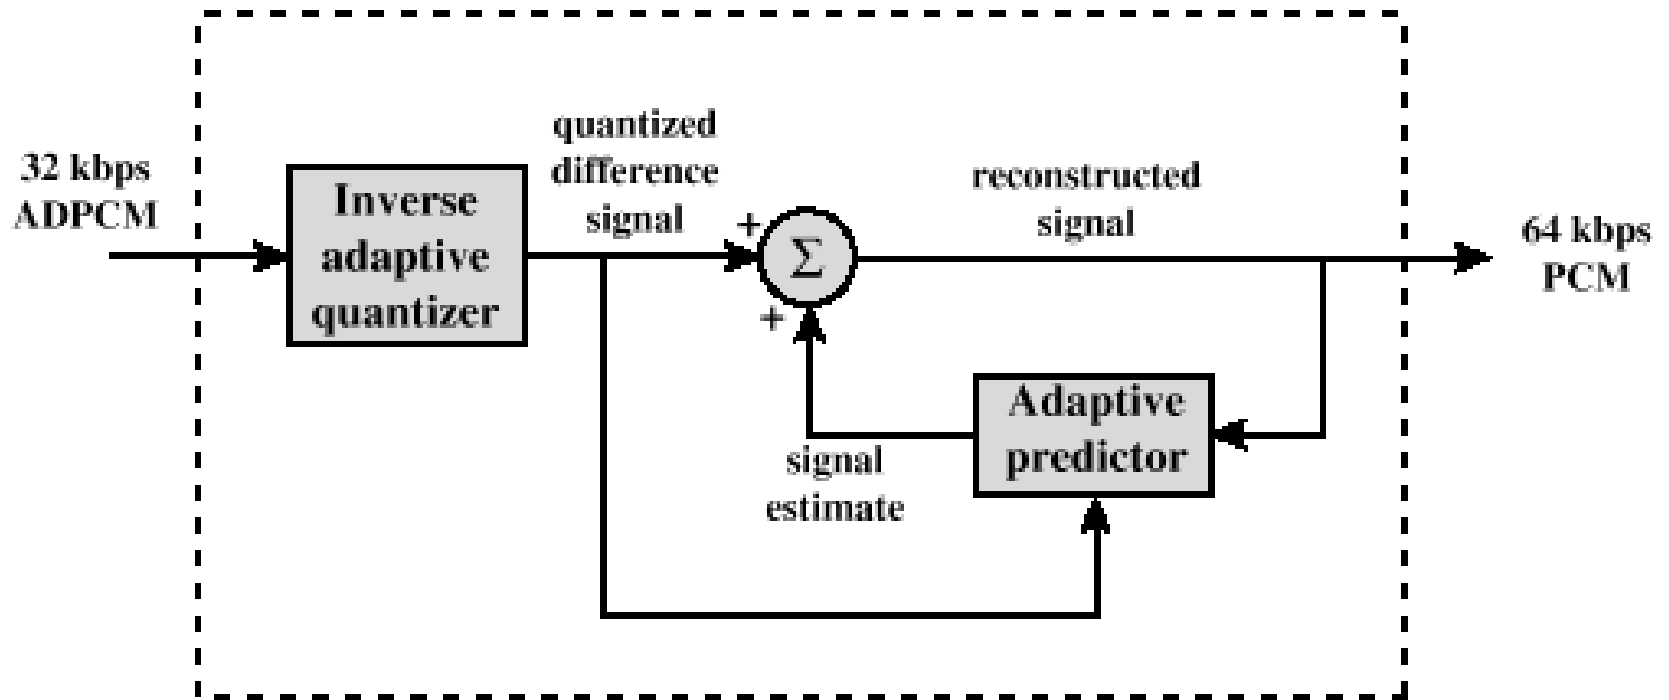 32 kbps
ADPCM
Inverse
adaptive
quantizer
quantized
difference
signal
+
Σ
+
reconstructed
signal
64 kbps
PCM
Adaptive
predictor
signal
estimate